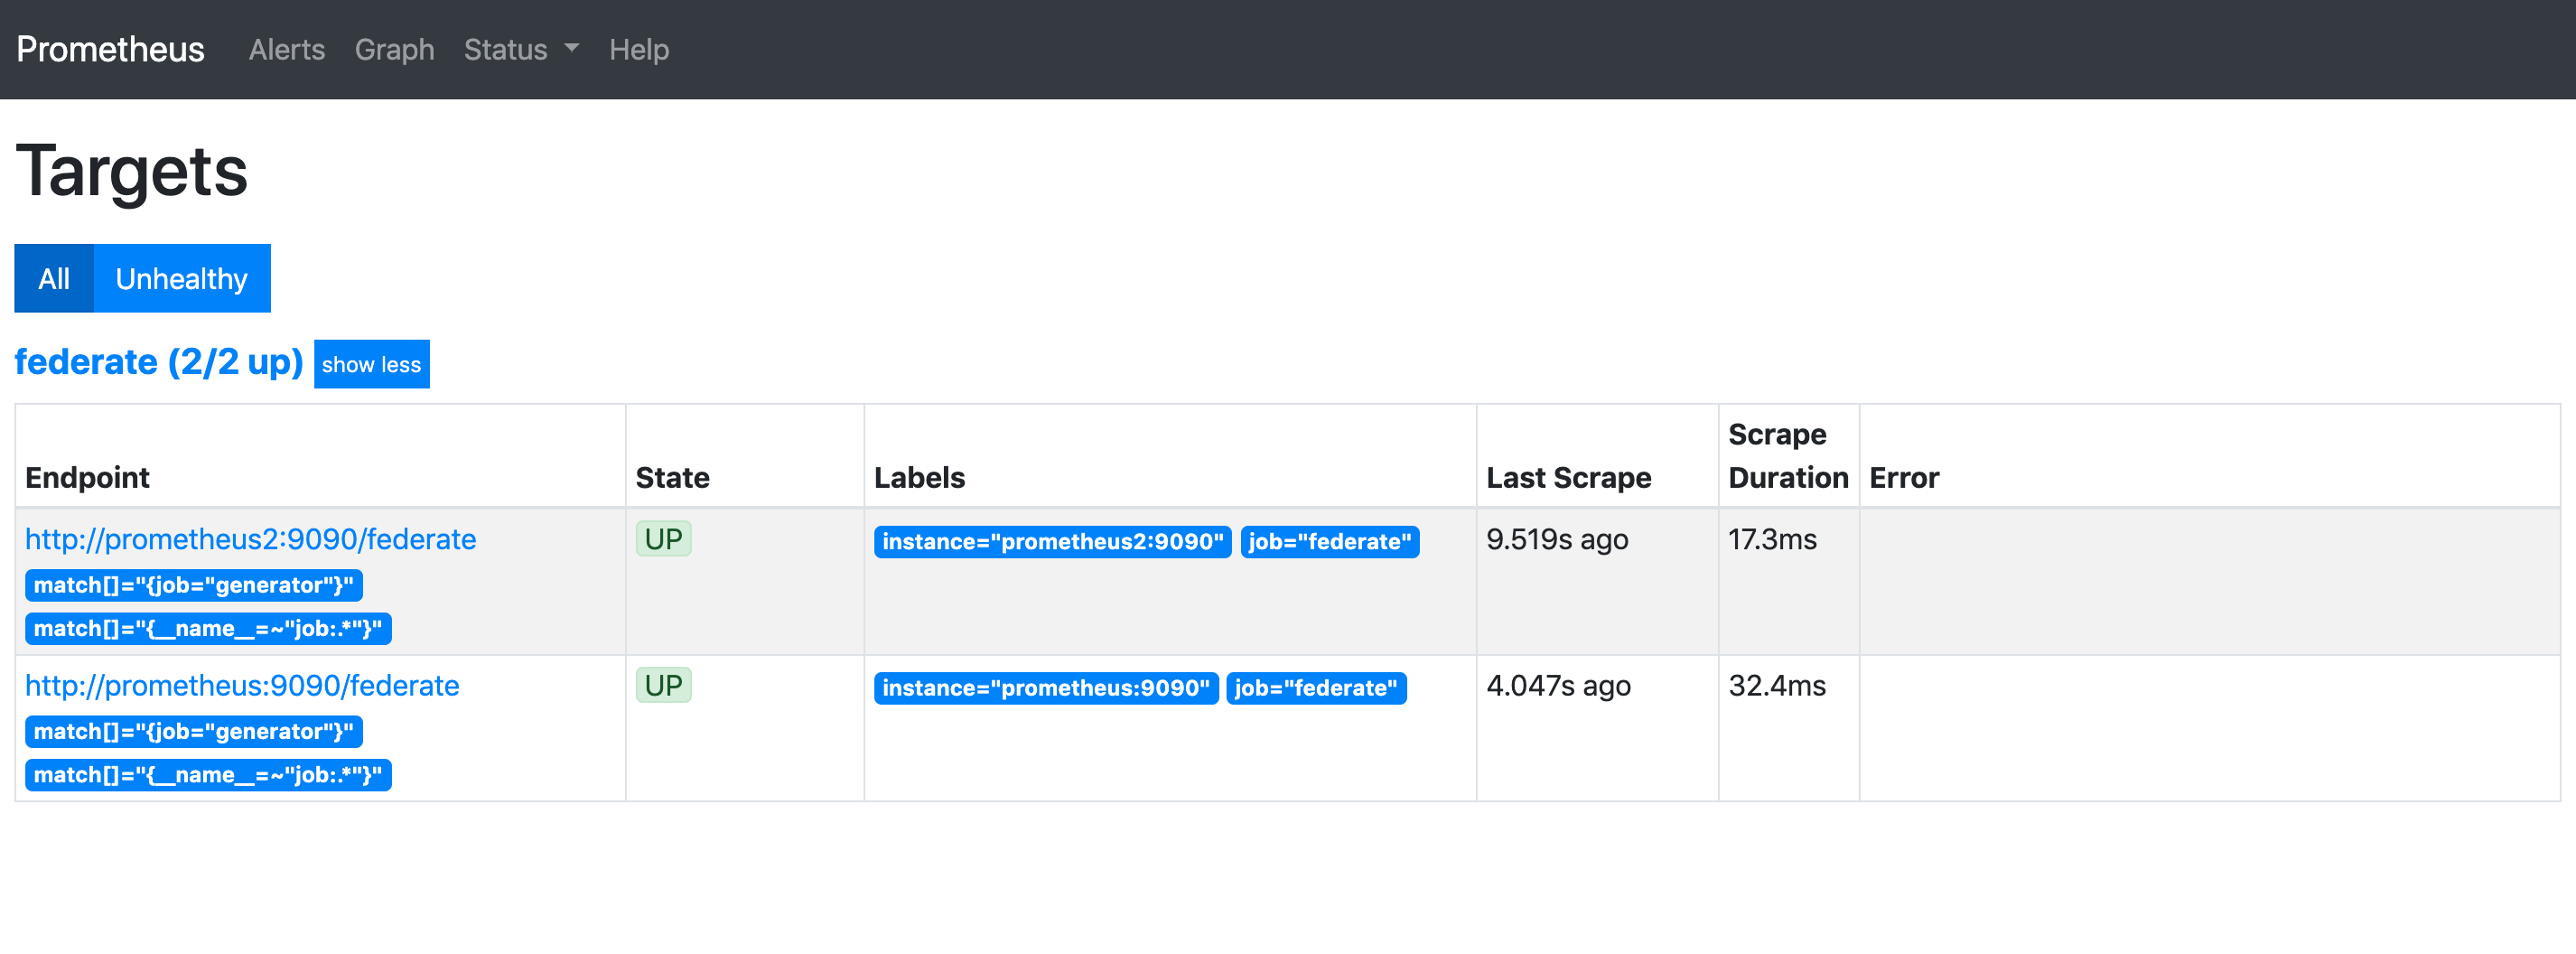 Prometheus Alerts Graph Status Help
Targets
All Unhealthy
federate (2/2 up) show less
Endpoint State Labels Last Scrape Scrape Duration Error
http://prometheus2:9090/federate UP instance="prometheus2:9090" job="federate" 9.519s ago 17.3ms
match[]="{job="generator"}"
match[]="{__name__=~"job:.*"}"
http://prometheus:9090/federate UP instance="prometheus:9090" job="federate" 4.047s ago 32.4ms
match[]="{job="generator"}"
match[]="{__name__=~"job:.*"}"